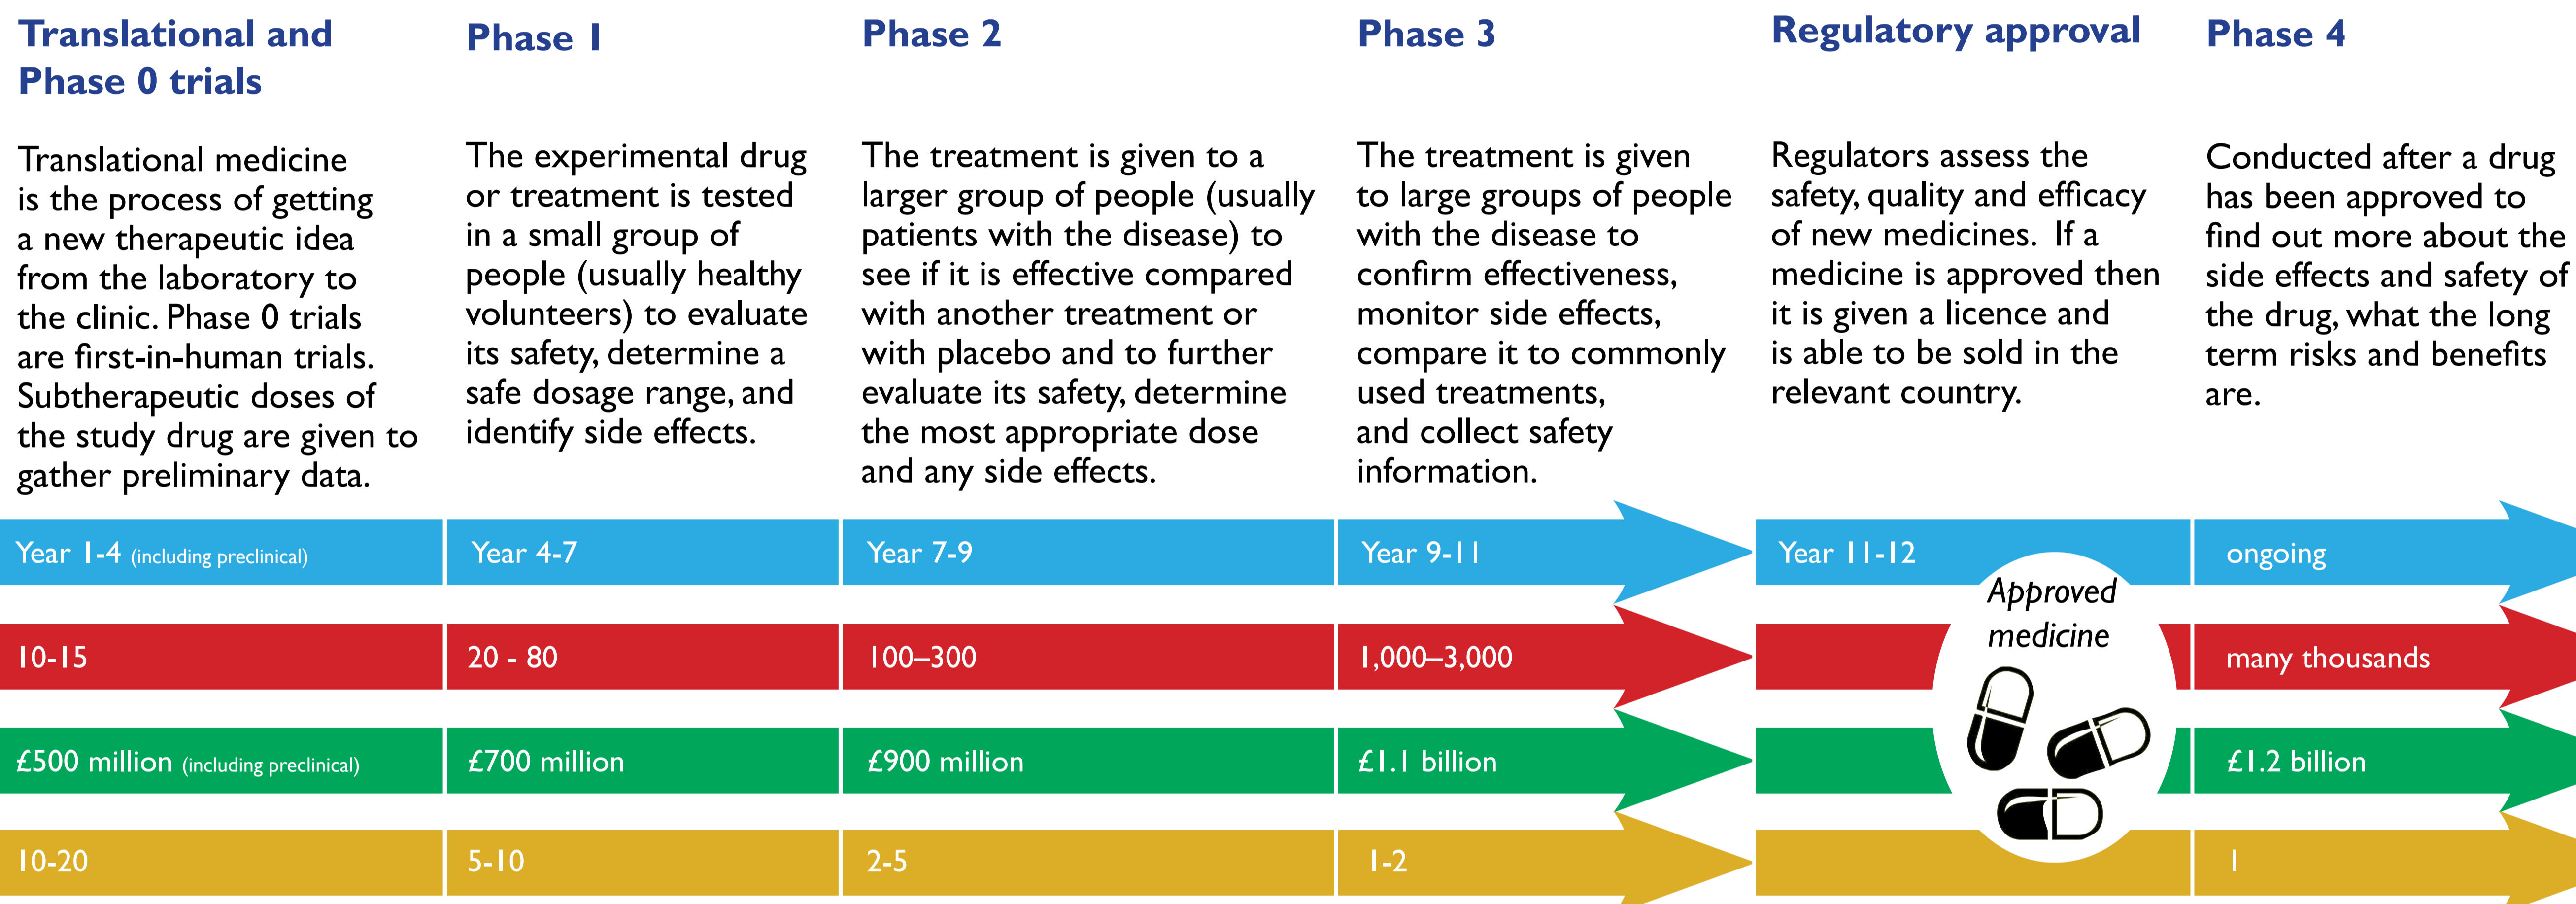 Translational and
Phase 0 trials
Translational medicine
is the process of getting
a new therapeutic idea
from the laboratory to
the clinic. Phase 0 trials
are first-in-human trials.
Subtherapeutic doses of
the study drug are given to
gather preliminary data.
Phase 1
The experimental drug
or treatment is tested
in a small group of
people (usually healthy
volunteers) to evaluate
its safety, determine a
safe dosage range, and
identify side effects.
Phase 2
The treatment is given to a
larger group of people (usually
patients with the disease) to
see if it is effective compared
with another treatment or
with placebo and to further
evaluate its safety, determine
the most appropriate dose
and any side effects.
Phase 3
The treatment is given
to large groups of people
with the disease to
confirm effectiveness,
monitor side effects,
compare it to commonly
used treatments,
and collect safety
information.
Regulatory approval
Regulators assess the
safety, quality and efficacy
of new medicines.  If a
medicine is approved then
it is given a licence and
is able to be sold in the
relevant country.
Phase 4
Conducted after a drug
has been approved to
find out more about the
side effects and safety of
the drug, what the long
term risks and benefits
are.
Year 1-4 (including preclinical)
Year 4-7
Year 7-9
Year 9-11
Year 11-12
ongoing
Approved
medicine
10-15
20 - 80
100–300
1,000–3,000
many thousands
£500 million (including preclinical)
£700 million
£900 million
£1.1 billion
£1.2 billion
10-20
5-10
2-5
1-2
1